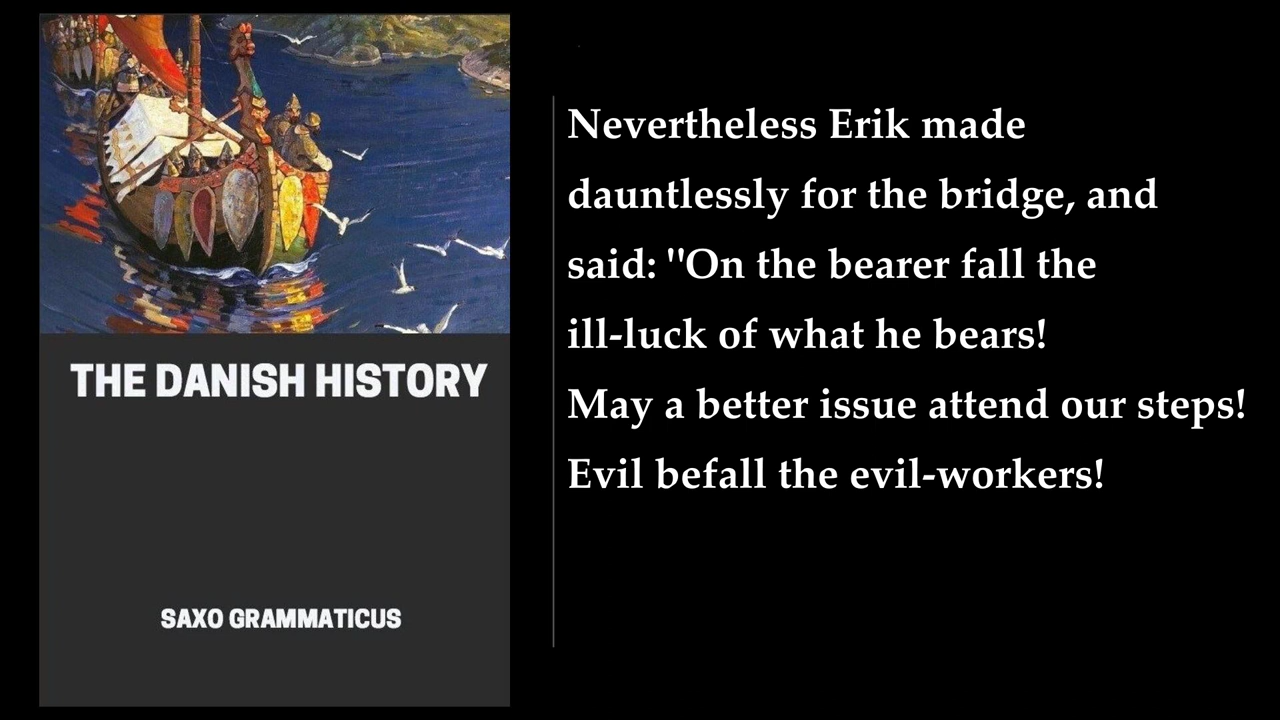 THE DANISH HISTORY
SAXO GRAMMATICUS
Nevertheless Erik made
dauntlessly for the bridge, and
said: "On the bearer fall the
ill-luck of what he bears!
May a better issue attend our steps!
Evil befall the evil-workers!